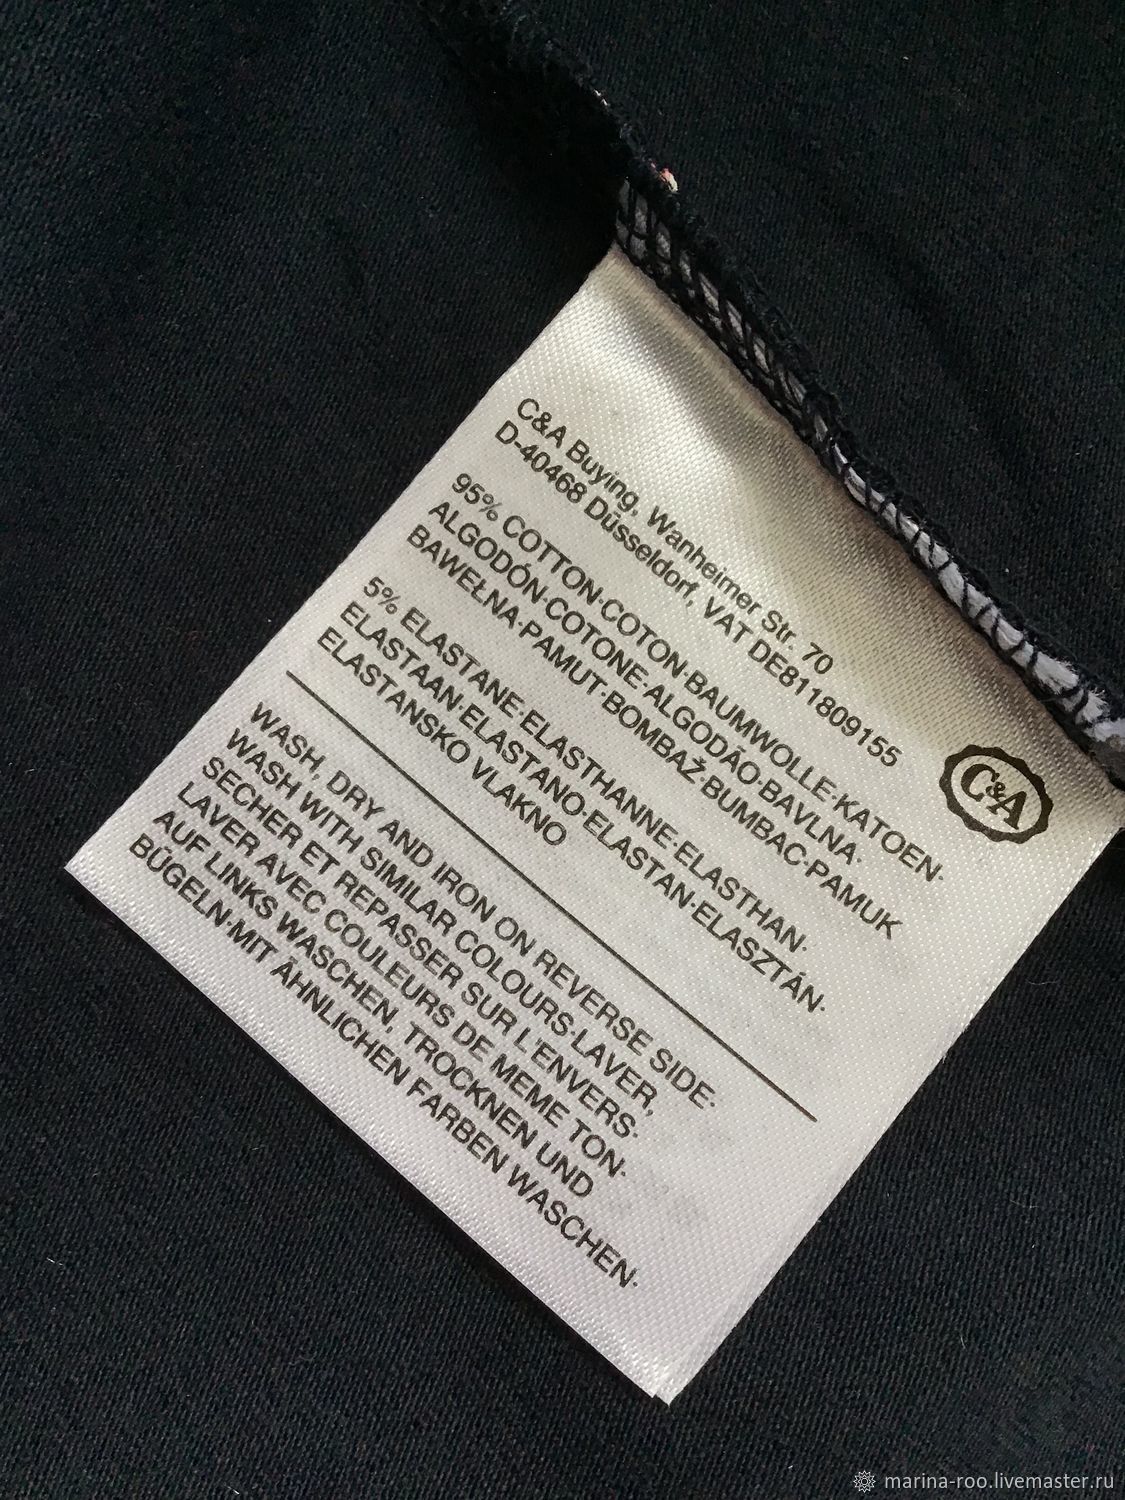 C&A Buying, Wanheimer Str. 70
D-40468 Düsseldorf, VAT DE811809155
C&A
95% COTTON·COTON·BAUMWOLLE·KATOEN·
ALGODÓN·COTONE·ALGODÃO·BAVLNA·
BAWEŁNA·PAMUT·BOMBAŽ·BUMBAC·PAMUK
5% ELASTANE·ELASTHANNE·ELASTHAN·
ELASTAAN·ELASTANO·ELASTAN·ELASZTÁN·
ELASTANSKO VLAKNO
WASH, DRY AND IRON ON REVERSE SIDE·
WASH WITH SIMILAR COLOURS·LAVER,
SECHER ET REPASSER SUR L'ENVERS·
LAVER AVEC COULEURS DE MEME TON·
AUF LINKS WASCHEN, TROCKNEN UND
BÜGELN·MIT ÄHNLICHEN FARBEN WASCHEN·
marina-roo.livemaster.ru